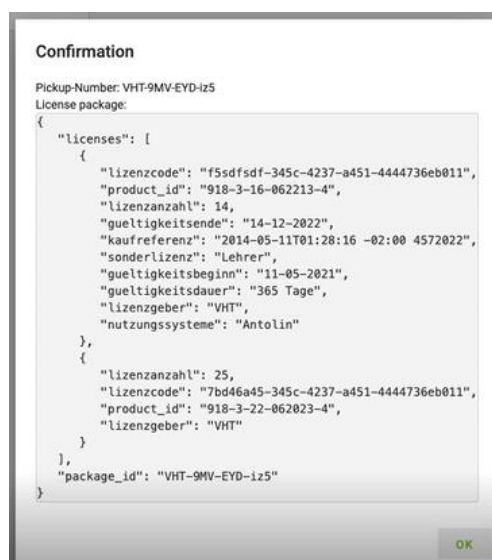 Confirmation
Pickup-Number: VHT-9MV-EYD-iz5
License package:
{
"licenses": [
{
"lizenzcode": "f5sdfsdf-345c-4237-a451-4444736eb011",
"product_id": "918-3-16-062213-4",
"lizenzanzahl": 14,
"gueltigkeitsende": "14-12-2022",
"kaufreferenz": "2014-05-11T01:28:16 -02:00 4572022",
"sonderlizenz": "Lehrer",
"gueltigkeitsbeginn": "11-05-2021",
"gueltigkeitsdauer": "365 Tage",
"lizenzgeber": "VHT",
"nutzungssysteme": "Antolin"
},
{
"lizenzanzahl": 25,
"lizenzcode": "7bd46a45-345c-4237-a451-4444736eb011",
"product_id": "918-3-22-062023-4",
"lizenzgeber": "VHT"
}
],
"package_id": "VHT-9MV-EYD-iz5"
}
OK